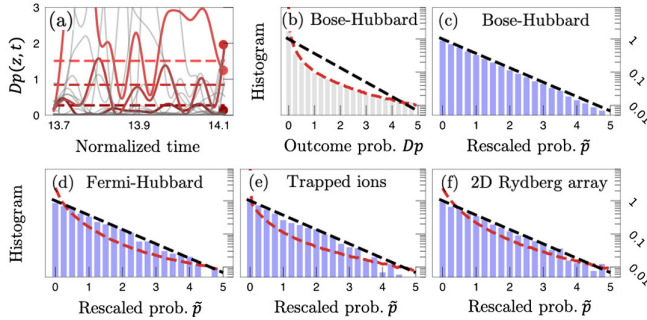 (a)
Dp(z, t)
3
2
1
0
13.7 13.9 14.1
Normalized time
(b) Bose-Hubbard
Histogram
0 1 2 3 4 5
Outcome prob. Dp
(c) Bose-Hubbard
1
0.1
0.01
0 1 2 3 4 5
Rescaled prob. p̃
(d) Fermi-Hubbard
Histogram
0 1 2 3 4 5
Rescaled prob. p̃
(e) Trapped ions
0 1 2 3 4 5
Rescaled prob. p̃
(f) 2D Rydberg array
1
0.1
0.01
0 1 2 3 4 5
Rescaled prob. p̃